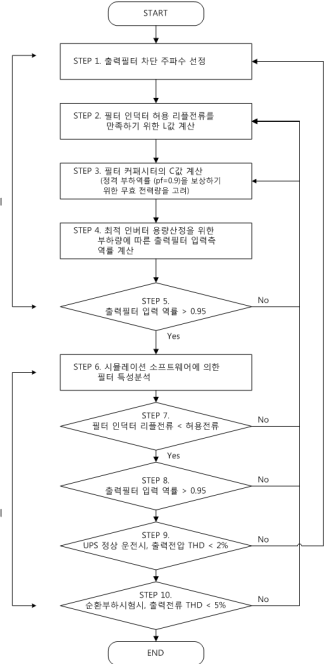 START
STEP 1. 출력필터 차단 주파수 선정
STEP 2. 필터 인덕터 허용 리플전류를
만족하기 위한 L값 계산
STEP 3. 필터 커패시터의 C값 계산
(정격 부하역률 (pf=0.9)을 보상하기
위한 무효 전력량을 고려)
STEP 4. 최적 인버터 용량산정을 위한
부하량에 따른 출력필터 입력측
역률 계산
STEP 5.
출력필터 입력 역률 > 0.95
No
Yes
STEP 6. 시뮬레이션 소프트웨어에 의한
필터 특성분석
STEP 7.
필터 인덕터 리플전류 < 허용전류
No
Yes
STEP 8.
출력필터 입력 역률 > 0.95
No
STEP 9.
UPS 정상 운전시, 출력전압 THD < 2%
No
STEP 10.
순환부하시험시, 출력전류 THD < 5%
No
END